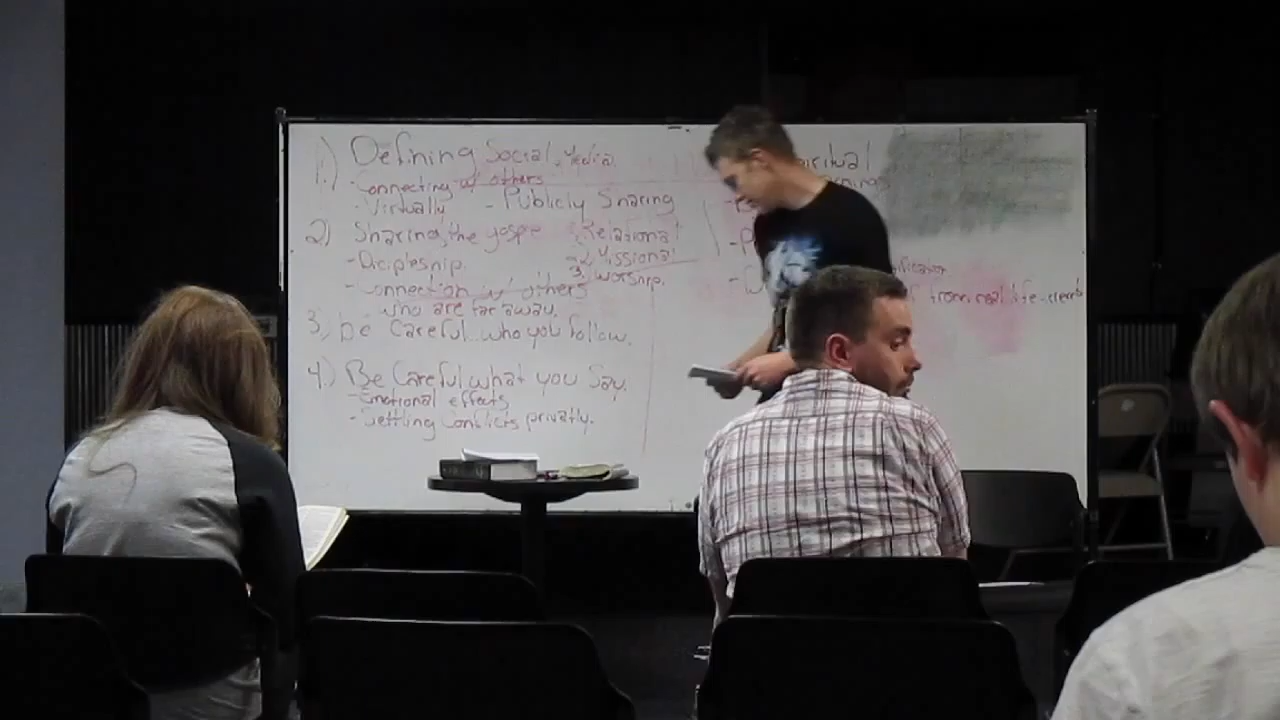 1.) Defining Social Media.
- Connecting w/ others
- Virtually - Publicly Sharing
2) Sharing the gospel 1. Relational
- Dicipleship. 2. Missional
3. Worship.
- Connection w/ others
who are far away.
3, be Careful who you follow.
4.) Be Careful what you Say.
- Emotional effects
- Settling Conflicts privatly.
from real life